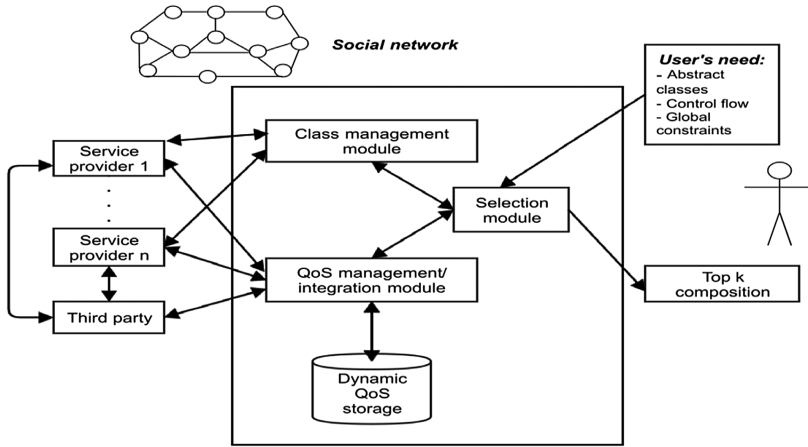 Social network
User's need:
- Abstract
classes
- Control flow
- Global
constraints
Class management
module
Service
provider 1
.
.
.
Selection
module
Service
provider n
QoS management/
integration module
Top k
composition
Third party
Dynamic
QoS
storage